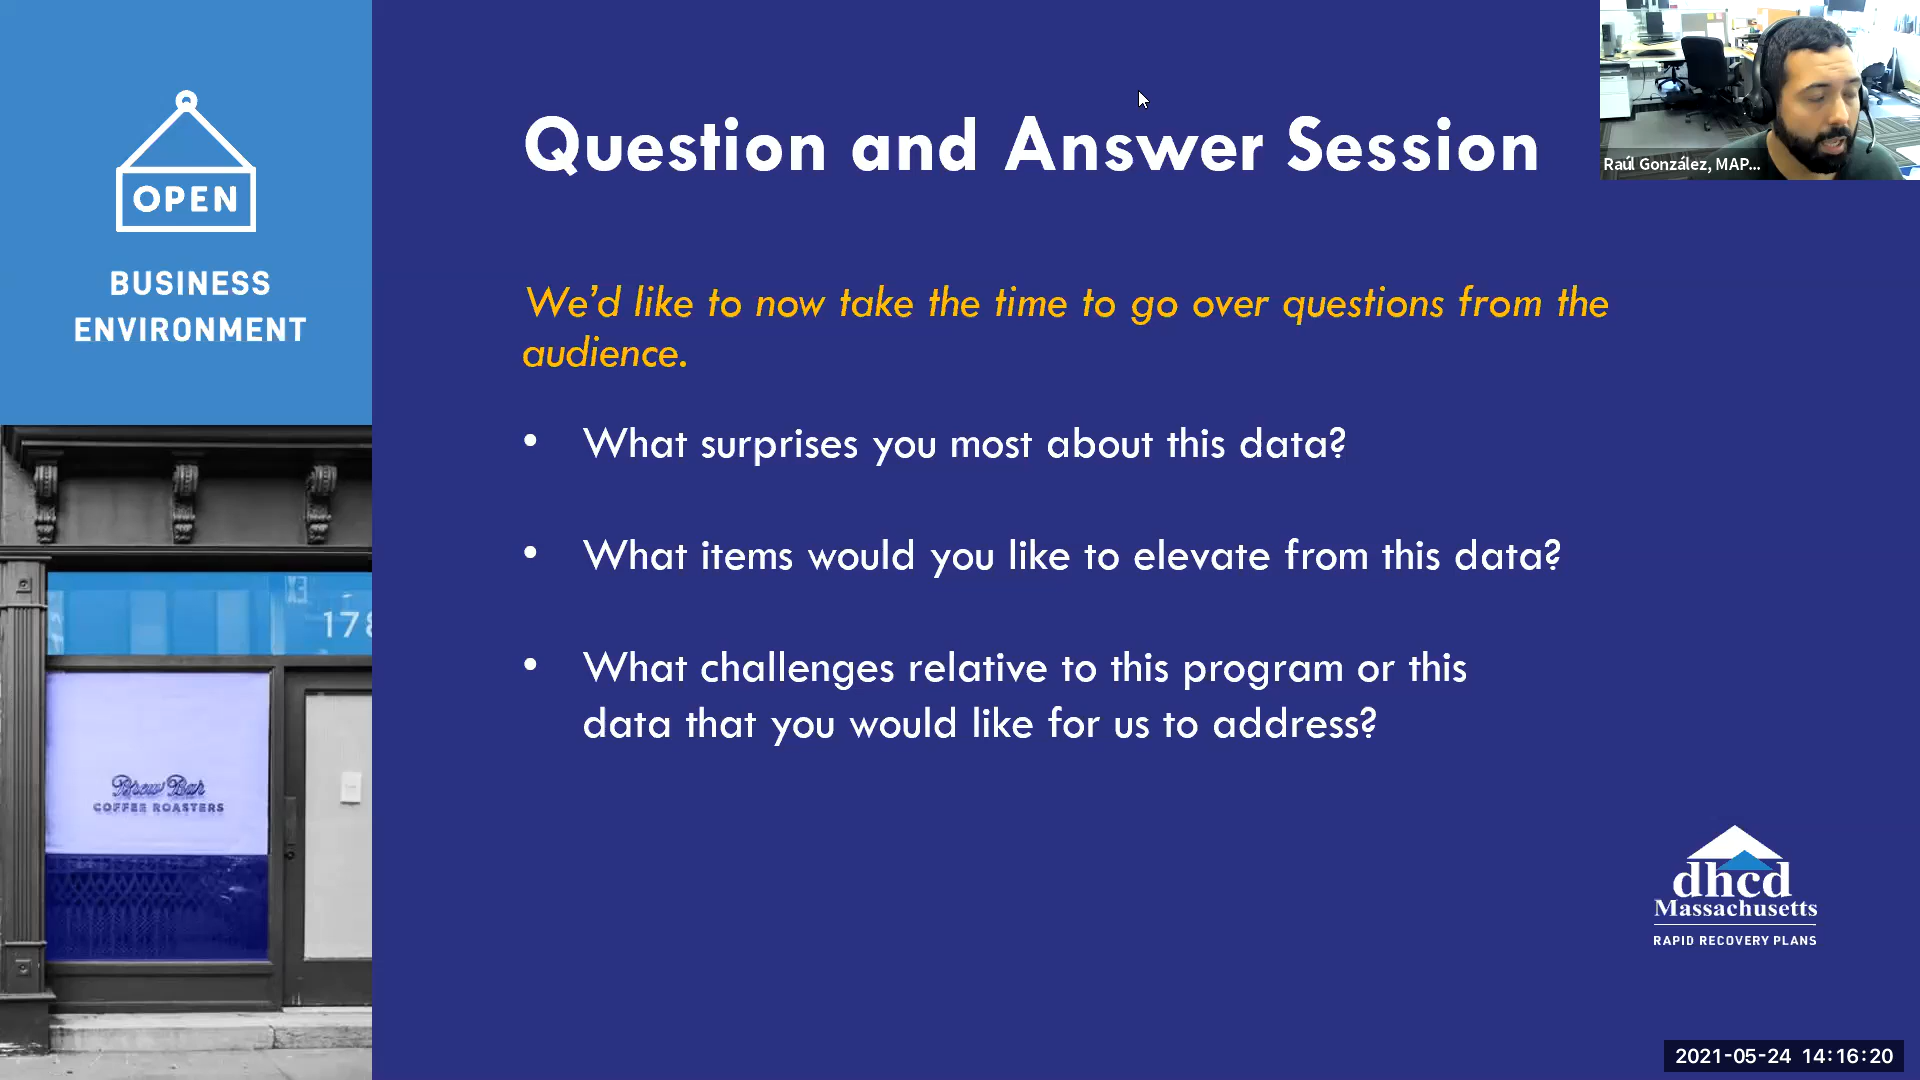 OPEN
BUSINESS
ENVIRONMENT
178
Brew Bar
COFFEE ROASTERS
Question and Answer Session
We’d like to now take the time to go over questions from the
audience.
• What surprises you most about this data?
• What items would you like to elevate from this data?
• What challenges relative to this program or this
data that you would like for us to address?
Raúl González, MAP...
dhcd
Massachusetts
RAPID RECOVERY PLANS
2021-05-24 14:16:20